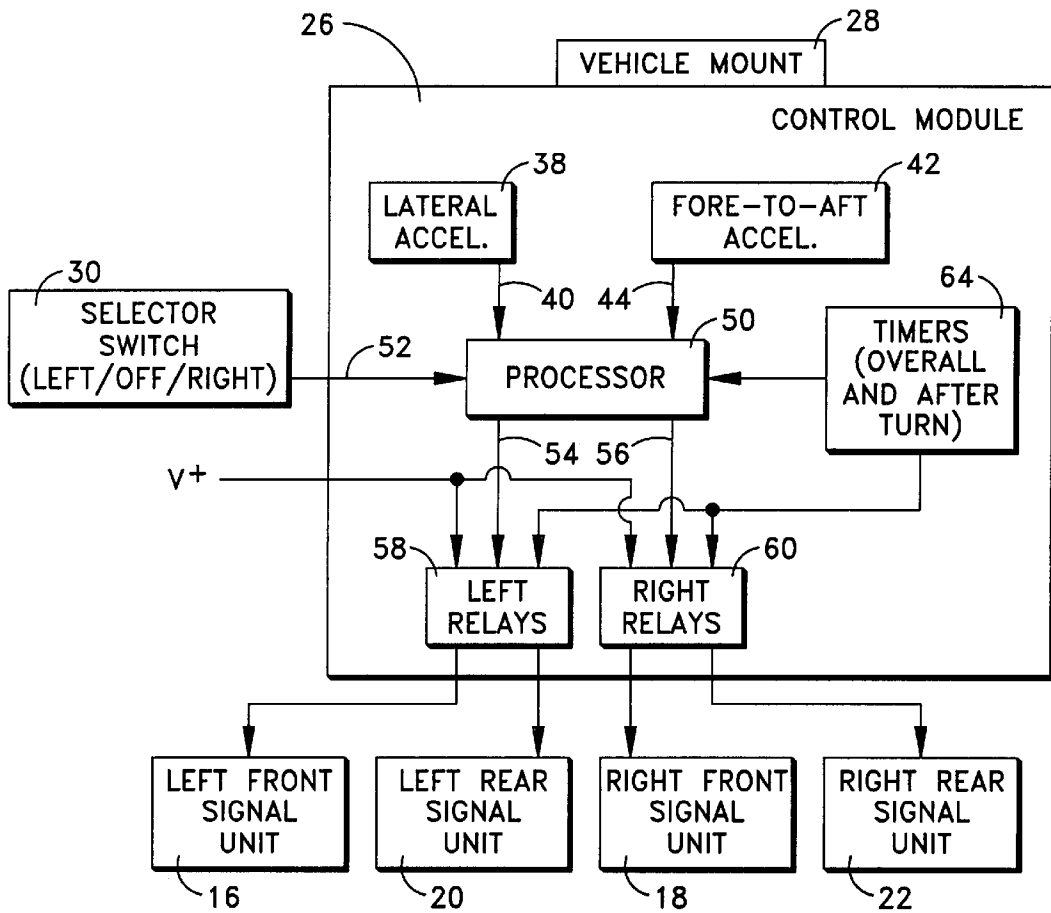 28
26
VEHICLE MOUNT
CONTROL MODULE
38
42
LATERAL
ACCEL.
FORE-TO-AFT
ACCEL.
30
40
44
64
SELECTOR
SWITCH
(LEFT/OFF/RIGHT)
52
50
PROCESSOR
TIMERS
(OVERALL
AND AFTER
TURN)
54
56
V+
58
60
LEFT
RELAYS
RIGHT
RELAYS
LEFT FRONT
SIGNAL
UNIT
LEFT REAR
SIGNAL
UNIT
RIGHT FRONT
SIGNAL
UNIT
RIGHT REAR
SIGNAL
UNIT
16
20
18
22